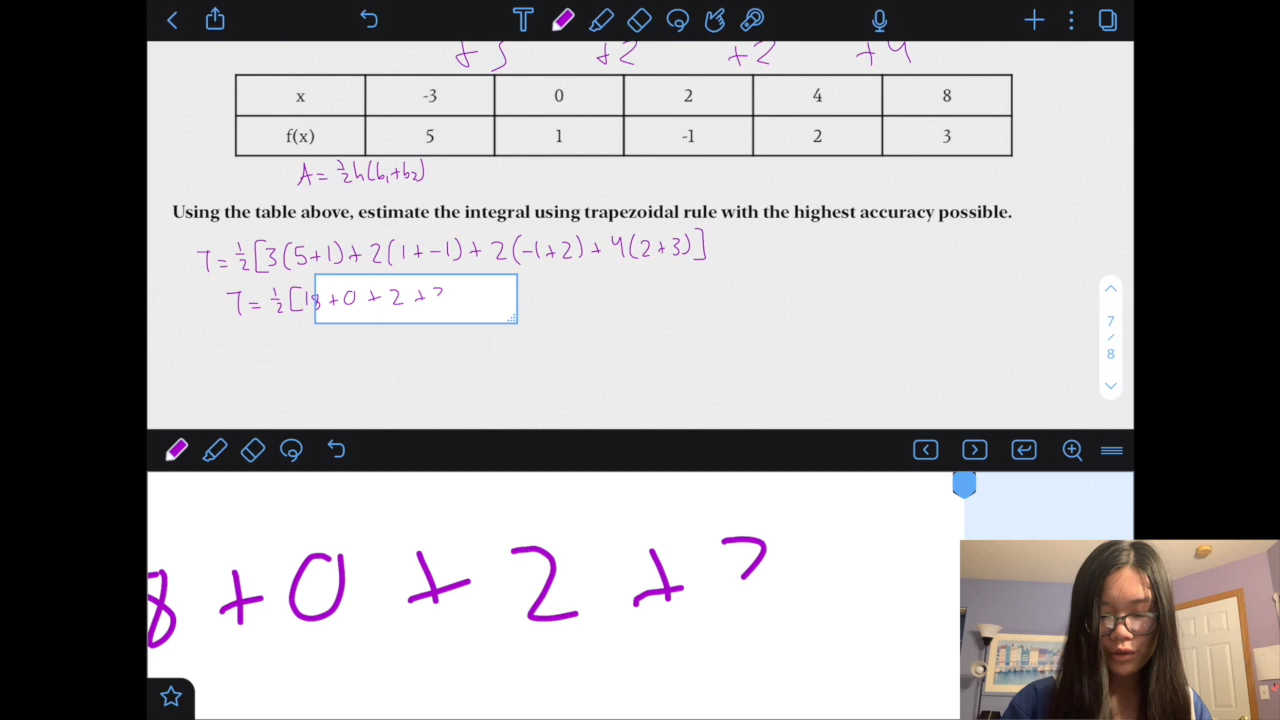 +3 +2 +2 +4
x -3 0 2 4 8
f(x) 5 1 -1 2 3
A = ½h(b₁+b₂)
Using the table above, estimate the integral using trapezoidal rule with the highest accuracy possible.
T = ½[3(5+1) + 2(1+-1) + 2(-1+2) + 4(2+3)]
T = ½[18 + 0 + 2 +
7
/
8
8 + 0 + 2 +
T